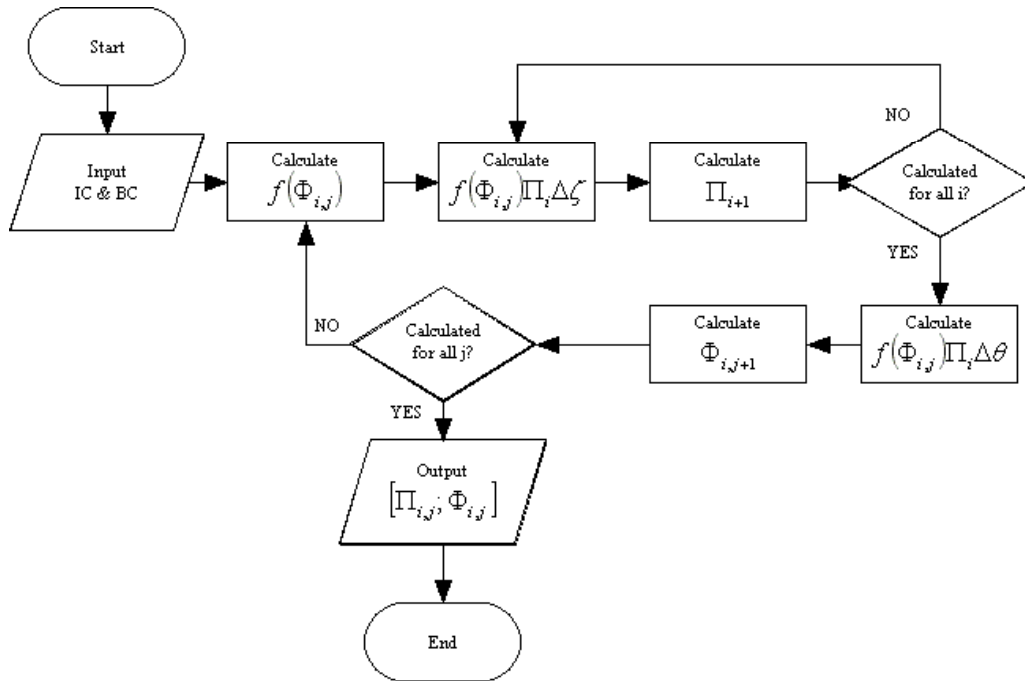 Start
Input
IC & BC
Calculate
f(Φi,j)
Calculate
f(Φi,j)ΠiΔζ
Calculate
Πi+1
NO
Calculated
for all i?
YES
Calculate
f(Φi,j)ΠiΔθ
Calculate
Φi,j+1
Calculated
for all j?
NO
YES
Output
[Πi,j; Φi,j]
End